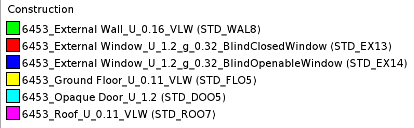 Construction
6453_External Wall_U_0.16_VLW (STD_WAL8)
6453_External Window_U_1.2_g_0.32_BlindClosedWindow (STD_EX13)
6453_External Window_U_1.2_g_0.32_BlindOpenableWindow (STD_EX14)
6453_Ground Floor_U_0.11_VLW (STD_FLO5)
6453_Opaque Door_U_1.2 (STD_DOO5)
6453_Roof_U_0.11_VLW (STD_ROO7)